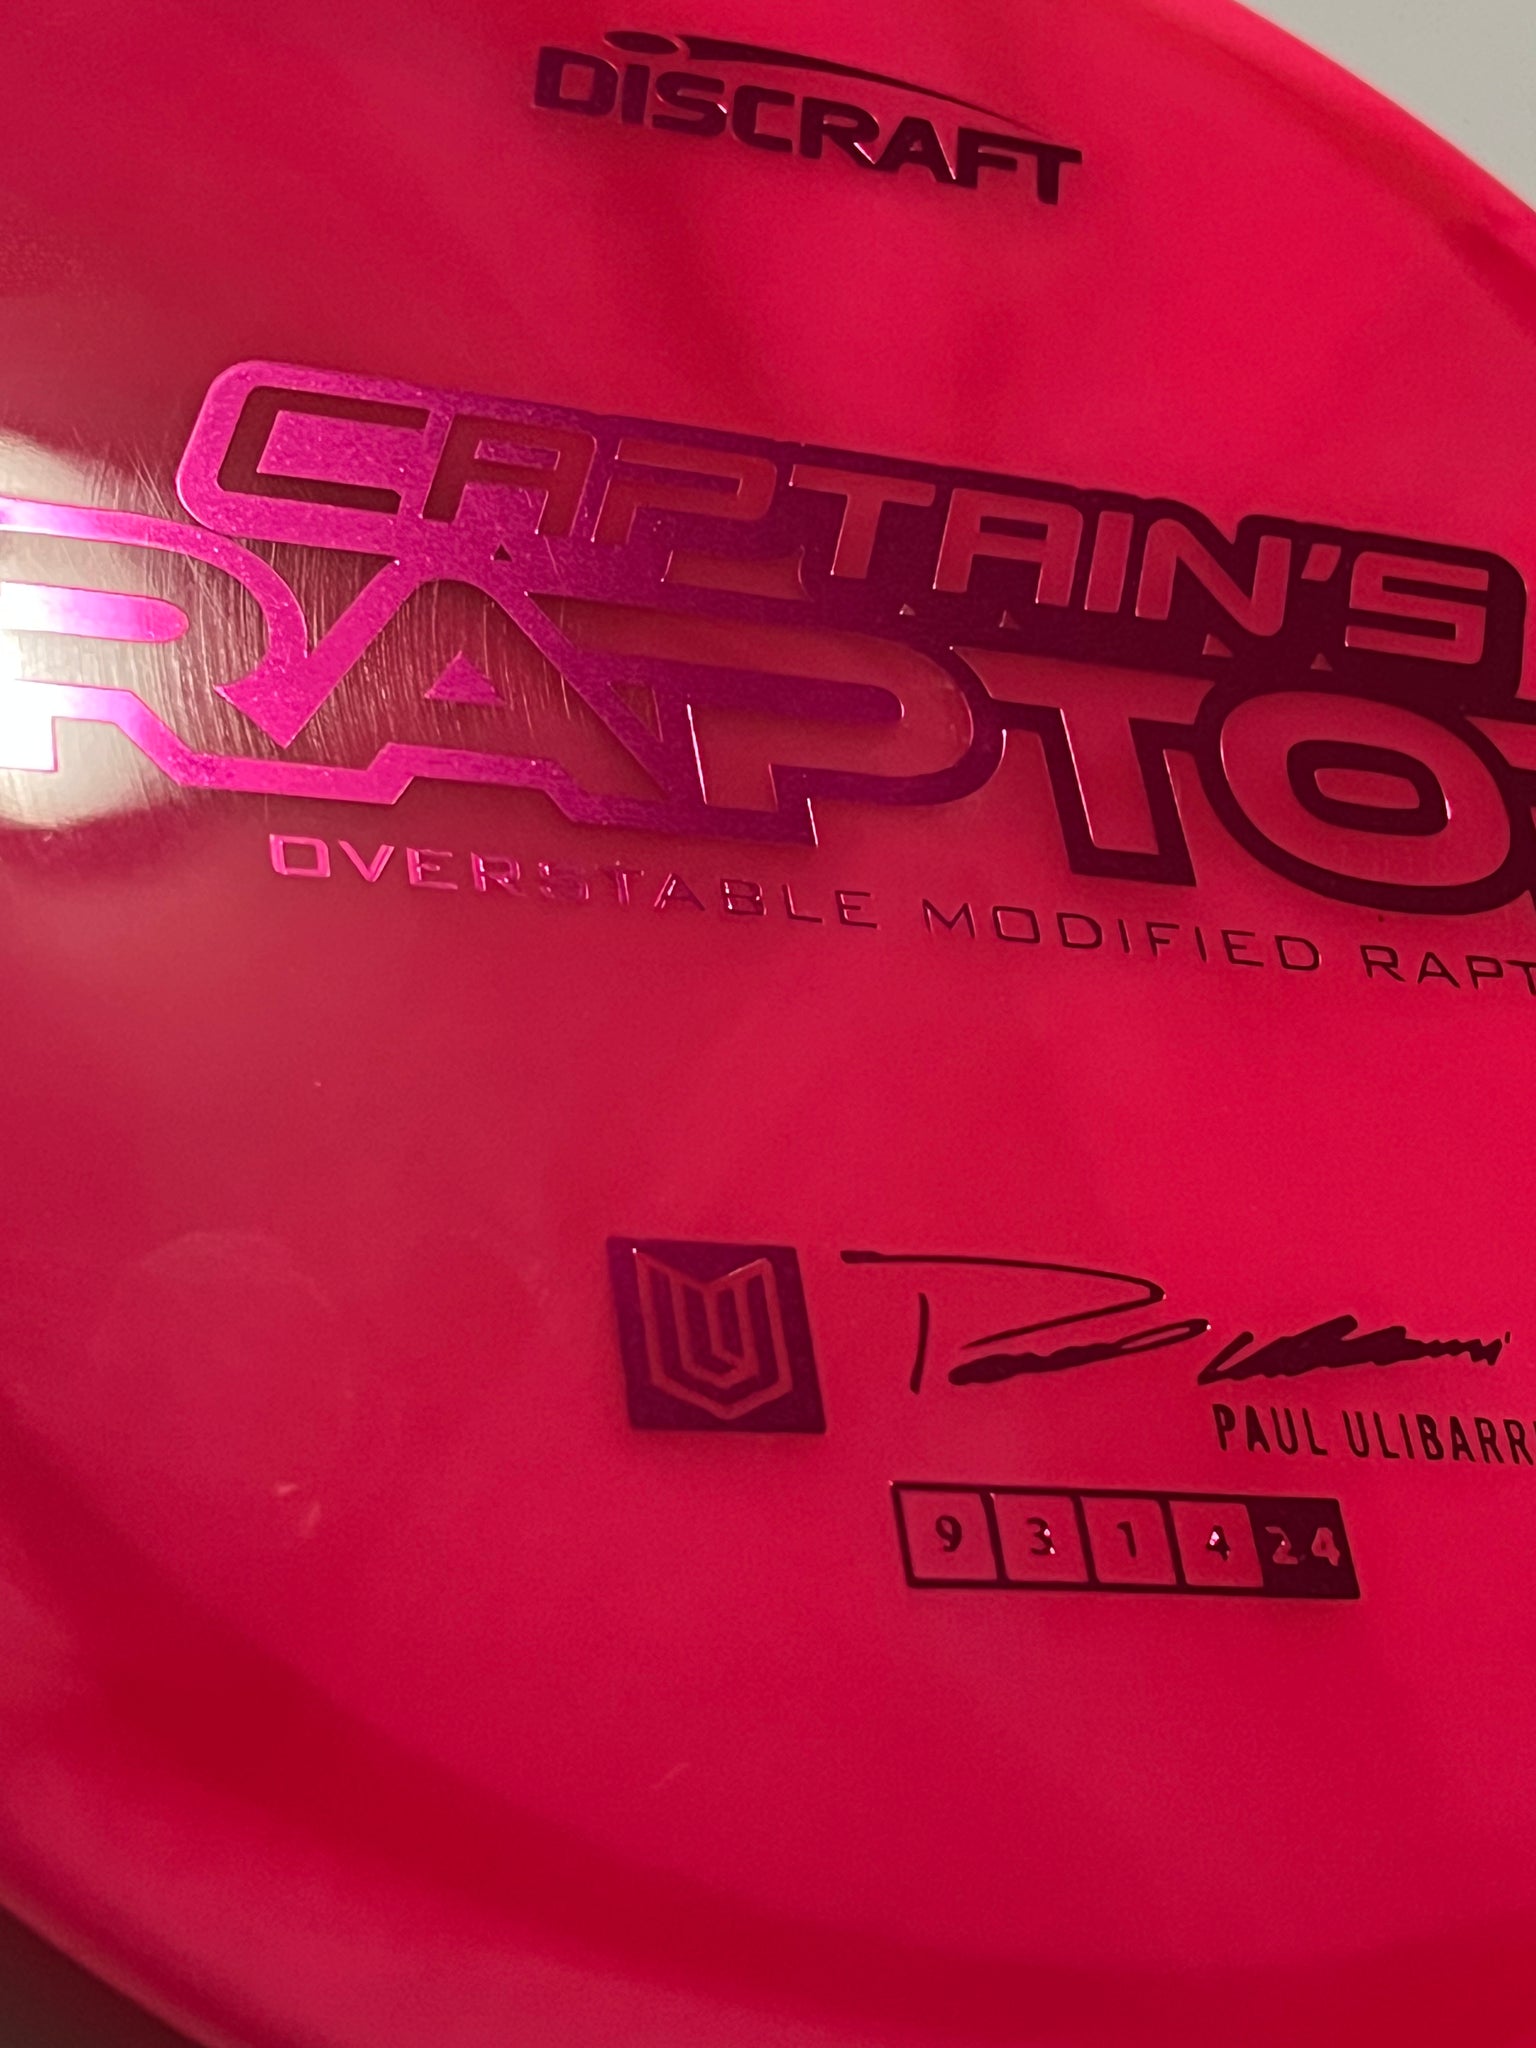 DISCRAFT
CAPTAIN'S
RAPTO
OVERSTABLE MODIFIED RAPT
PAUL ULIBARR
9 3 1 4 24